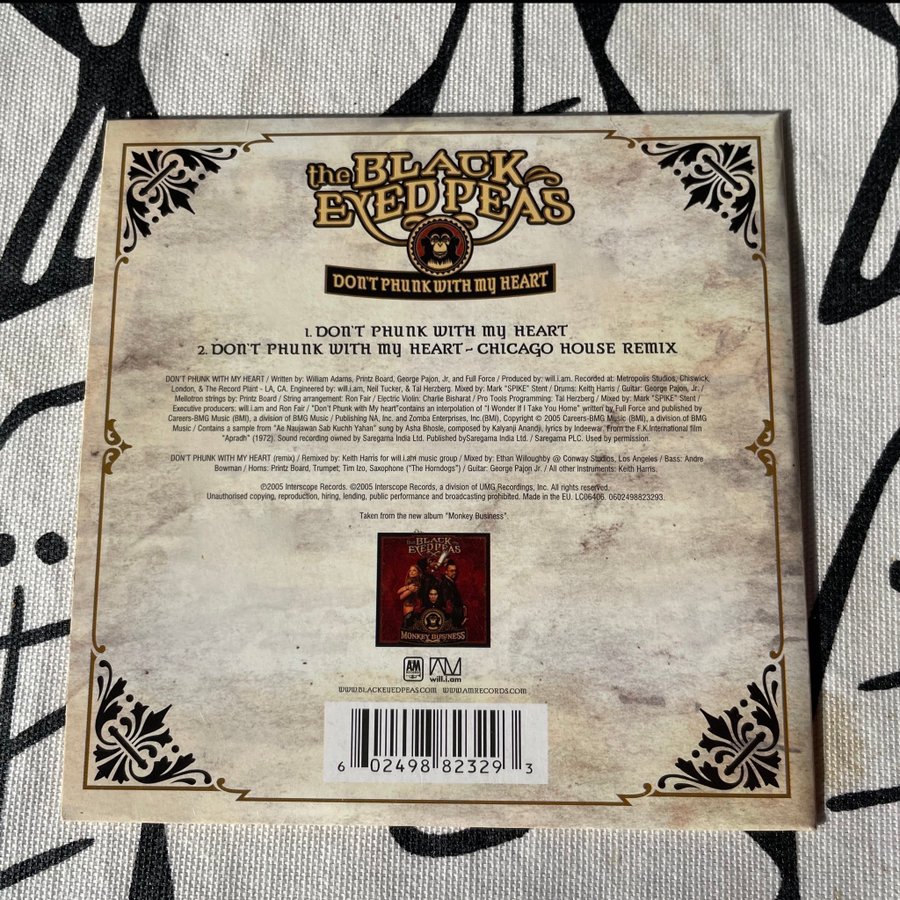 the BLACK
EYED PEAS
DON'T PHUNK WITH MY HEART
1. DON'T PHUNK WITH MY HEART
2. DON'T PHUNK WITH MY HEART - CHICAGO HOUSE REMIX
DON'T PHUNK WITH MY HEART / Written by: William Adams, Printz Board, George Pajon, Jr, and Full Force / Produced by: will.i.am. Recorded at: Metropolis Studios, Chiswick,
London, & The Record Plant - LA, CA. Engineered by: will.i.am, Neil Tucker, & Tal Herzberg. Mixed by: Mark "SPIKE" Stent / Drums: Keith Harris / Guitar: George Pajon, Jr. /
Mellotron strings by: Printz Board / String arrangement: Ron Fair / Electric Violin: Charlie Bisharat / Pro Tools Programming: Tal Herzberg / Mixed by: Mark "SPIKE" Stent /
Executive producers: will.i.am and Ron Fair / "Don't Phunk with My heart"contains an interpolation of "I Wonder If I Take You Home" written by Full Force and published by
Careers-BMG Music (BMI), a division of BMG Music / Publishing NA, Inc. and Zomba Enterprises, Inc (BMI), Copyright © 2005 Careers-BMG Music (BMI), a division of BMG
Music / Contains a sample from "Ae Naujawan Sab Kuchh Yahan" sung by Asha Bhosle, composed by Kalyanji Anandji, lyrics by Indeewar. From the F.K.International film
"Apradh" (1972). Sound recording owned by Saregama India Ltd. Published bySaregama India Ltd. / Saregama PLC. Used by permission.
DON'T PHUNK WITH MY HEART (remix) / Remixed by: Keith Harris for will.i.am music group / Mixed by: Ethan Willoughby @ Conway Studios, Los Angeles / Bass: Andre
Bowman / Horns: Printz Board, Trumpet; Tim Izo, Saxophone ("The Horndogs") / Guitar: George Pajon Jr. / All other instruments: Keith Harris.
℗2005 Interscope Records. ©2005 Interscope Records, a division of UMG Recordings, Inc. All rights reserved.
Unauthorised copying, reproduction, hiring, lending, public performance and broadcasting prohibited. Made in the EU. LC06406. 0602498823293.
Taken from the new album "Monkey Business"
the BLACK
EYED PEAS
MONKEY BUSINESS
AM
will.i.am
WWW.BLACKEYEDPEAS.COM WWW.AMRECORDS.COM
6 02498 82329 3